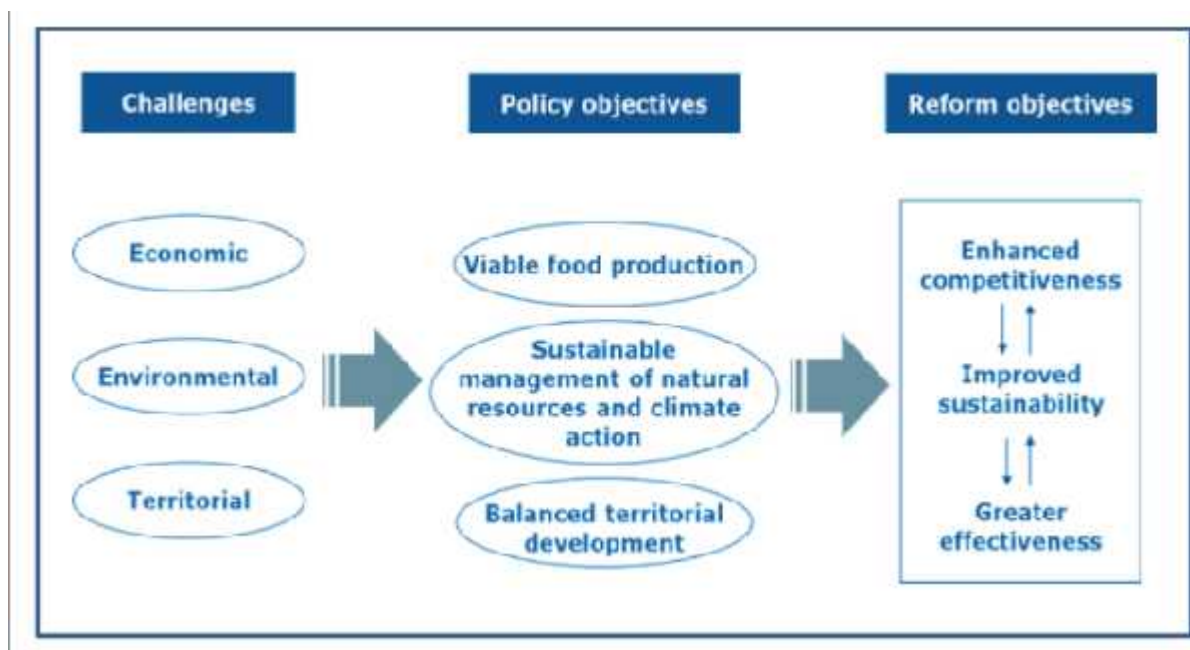 Challenges
Policy objectives
Reform objectives
Economic
Environmental
Territorial
Viable food production
Sustainable
management of natural
resources and climate
action
Balanced territorial
development
Enhanced
competitiveness
Improved
sustainability
Greater
effectiveness